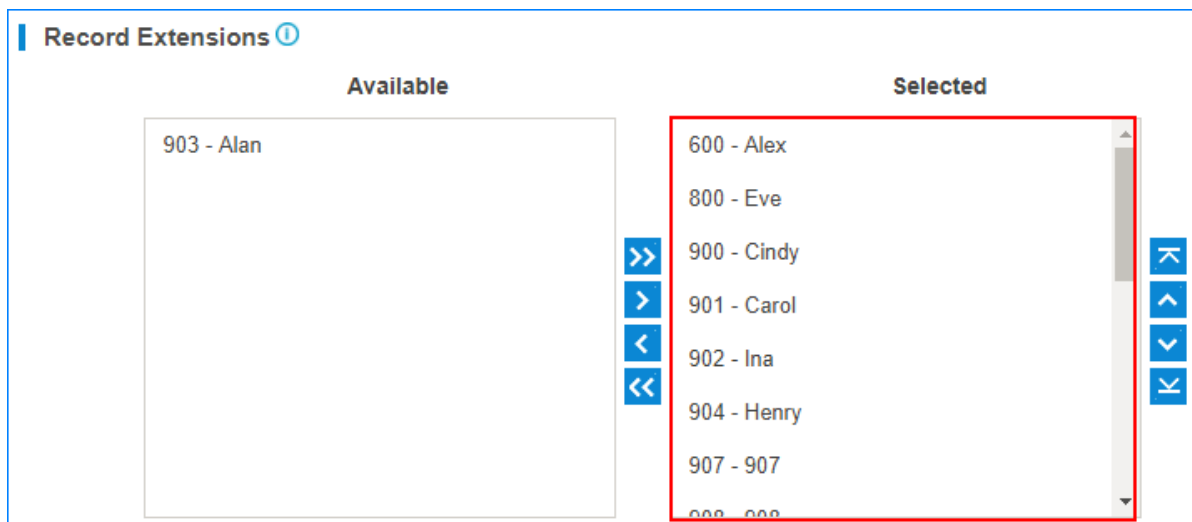 Record Extensions
Available
Selected
903 - Alan
600 - Alex
800 - Eve
900 - Cindy
901 - Carol
902 - Ina
904 - Henry
907 - 907